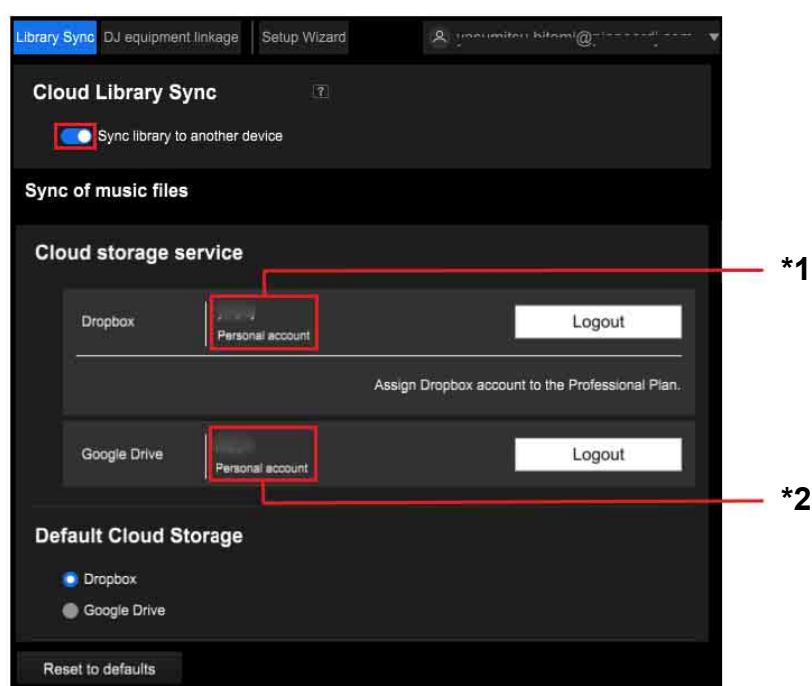 Library Sync DJ equipment linkage Setup Wizard
Cloud Library Sync ?
Sync library to another device
Sync of music files
Cloud storage service
*1
Dropbox Personal account Logout
Assign Dropbox account to the Professional Plan.
Google Drive Personal account Logout
*2
Default Cloud Storage
Dropbox
Google Drive
Reset to defaults